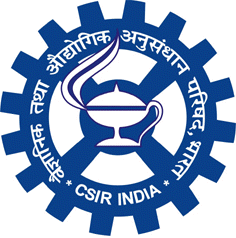 वैज्ञानिक तथा औद्योगिक अनुसंधान परिषद, भारत
* CSIR INDIA *